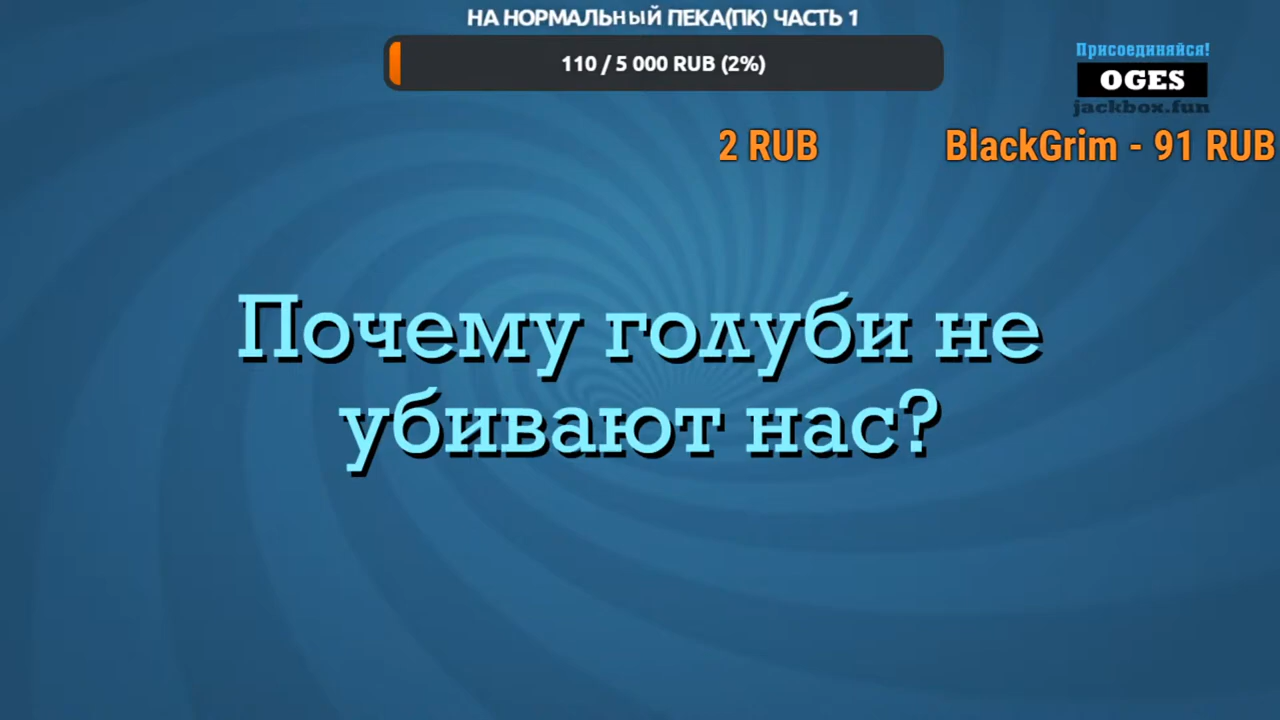 НА НОРМАЛЬНЫЙ ПЕКА(ПК) ЧАСТЬ 1
110 / 5 000 RUB (2%)
Присоединяйся!
OGES
jackbox.fun
2 RUB
BlackGrim - 91 RUB
Почему голуби не
убивают нас?